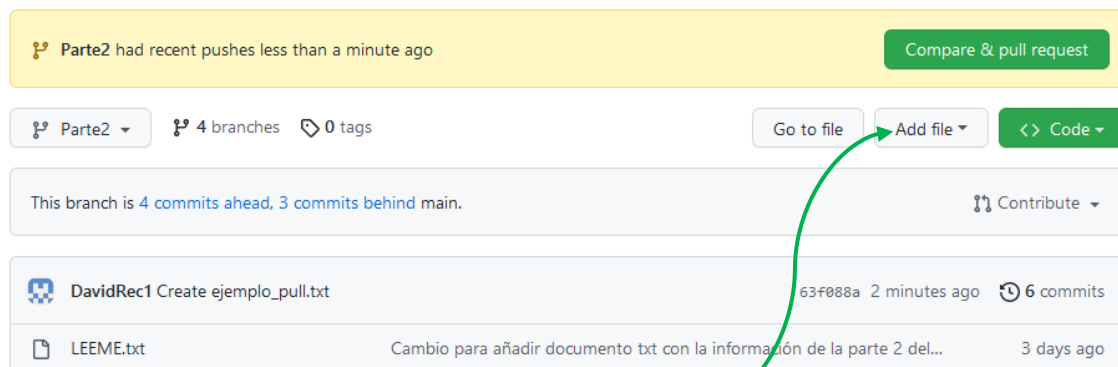 Parte2 had recent pushes less than a minute ago Compare & pull request
Parte2 4 branches 0 tags Go to file Add file Code
This branch is 4 commits ahead, 3 commits behind main. Contribute
DavidRec1 Create ejemplo_pull.txt 63f088a 2 minutes ago 6 commits
LEEME.txt Cambio para añadir documento txt con la información de la parte 2 del... 3 days ago